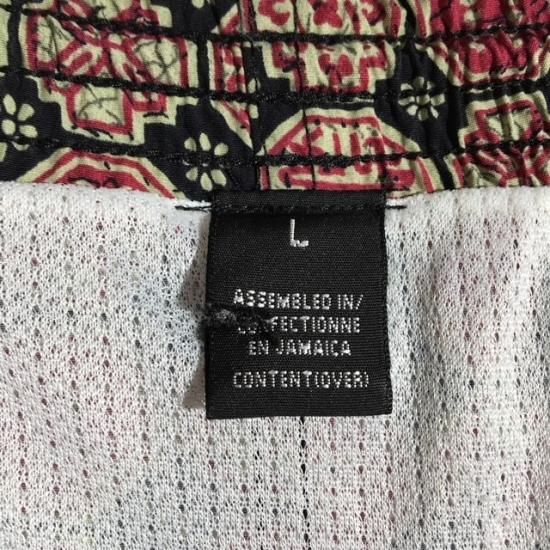 L
ASSEMBLED IN/
CONFECTIONNE
EN JAMAICA
CONTENT(OVER)